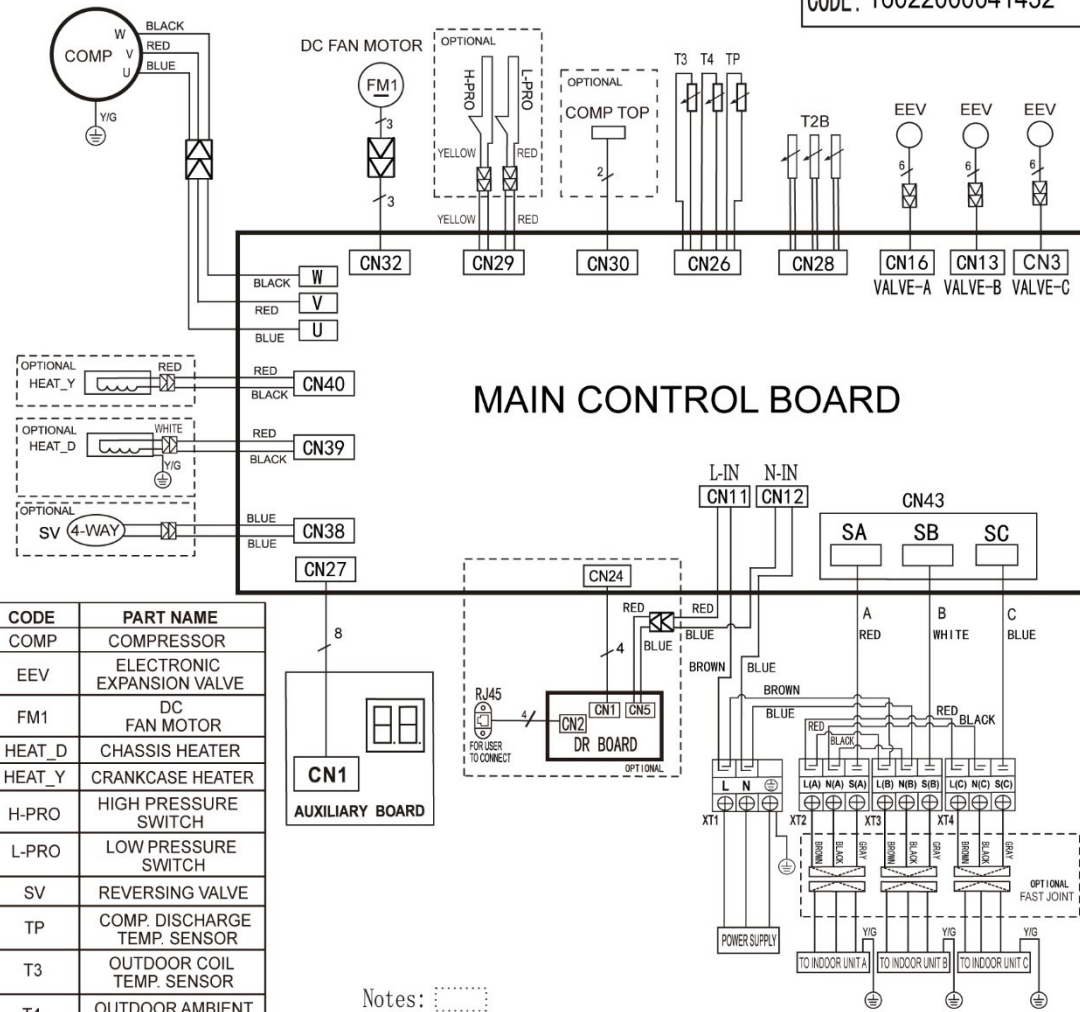 CODE: 16022000041432
COMP
W
V
U
BLACK
RED
BLUE
Y/G
DC FAN MOTOR
FM1
3
3
OPTIONAL
H-PRO
L-PRO
YELLOW
RED
YELLOW
RED
OPTIONAL
COMP TOP
2
T3 T4 TP
T2B
EEV
EEV
EEV
6
6
6
CN32
CN29
CN30
CN26
CN28
CN16
CN13
CN3
VALVE-A
VALVE-B
VALVE-C
BLACK
W
RED
V
BLUE
U
OPTIONAL
HEAT_Y
RED
RED
BLACK
CN40
MAIN CONTROL BOARD
OPTIONAL
HEAT_D
WHITE
Y/G
RED
BLACK
CN39
OPTIONAL
SV
4-WAY
BLUE
BLUE
CN38
CN27
L-IN
N-IN
CN11
CN12
CN43
SA
SB
SC
CN24
8
RED
RED
BLUE
BLUE
4
A
RED
B
WHITE
C
BLUE
BROWN
BLUE
BROWN
BLUE
RED
BLACK
RED
BLACK
RJ45
FOR USER
TO CONNECT
4
CN2
CN1
CN5
DR BOARD
OPTIONAL
CN1
AUXILIARY BOARD
L
N
XT1
L(A) N(A) S(A)
L(B) N(B) S(B)
L(C) N(C) S(C)
XT2
XT3
XT4
BROWN
BLACK
GRAY
BROWN
BLACK
GRAY
BROWN
BLACK
GRAY
OPTIONAL
FAST JOINT
POWER SUPPLY
Y/G
Y/G
Y/G
TO INDOOR UNIT A
TO INDOOR UNIT B
TO INDOOR UNIT C
CODE PART NAME
COMP COMPRESSOR
EEV ELECTRONIC
EXPANSION VALVE
FM1 DC
FAN MOTOR
HEAT_D CHASSIS HEATER
HEAT_Y CRANKCASE HEATER
H-PRO HIGH PRESSURE
SWITCH
L-PRO LOW PRESSURE
SWITCH
SV REVERSING VALVE
TP COMP. DISCHARGE
TEMP. SENSOR
T3 OUTDOOR COIL
TEMP. SENSOR
T4 OUTDOOR AMBIENT
Notes: